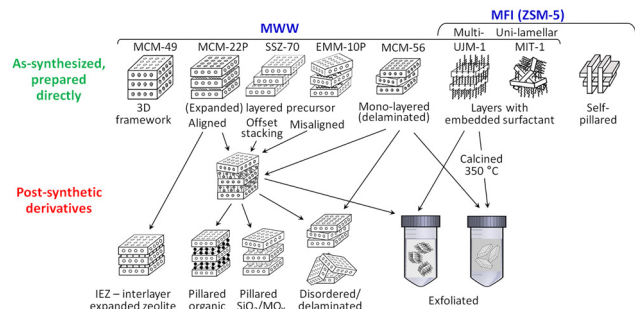 MWW
MFI (ZSM-5)
Multi-
Uni-lamellar
MCM-49
MCM-22P
SSZ-70
EMM-10P
MCM-56
UJM-1
MIT-1
As-synthesized,
prepared
directly
3D
framework
(Expanded) layered precursor
Aligned
Offset
stacking
Misaligned
Mono-layered
(delaminated)
Layers with
embedded surfactant
Self-
pillared
Calcined
350 °C
Post-synthetic
derivatives
IEZ – interlayer
expanded zeolite
Pillared
organic
Pillared
SiO2/MOx
Disordered/
delaminated
Exfoliated